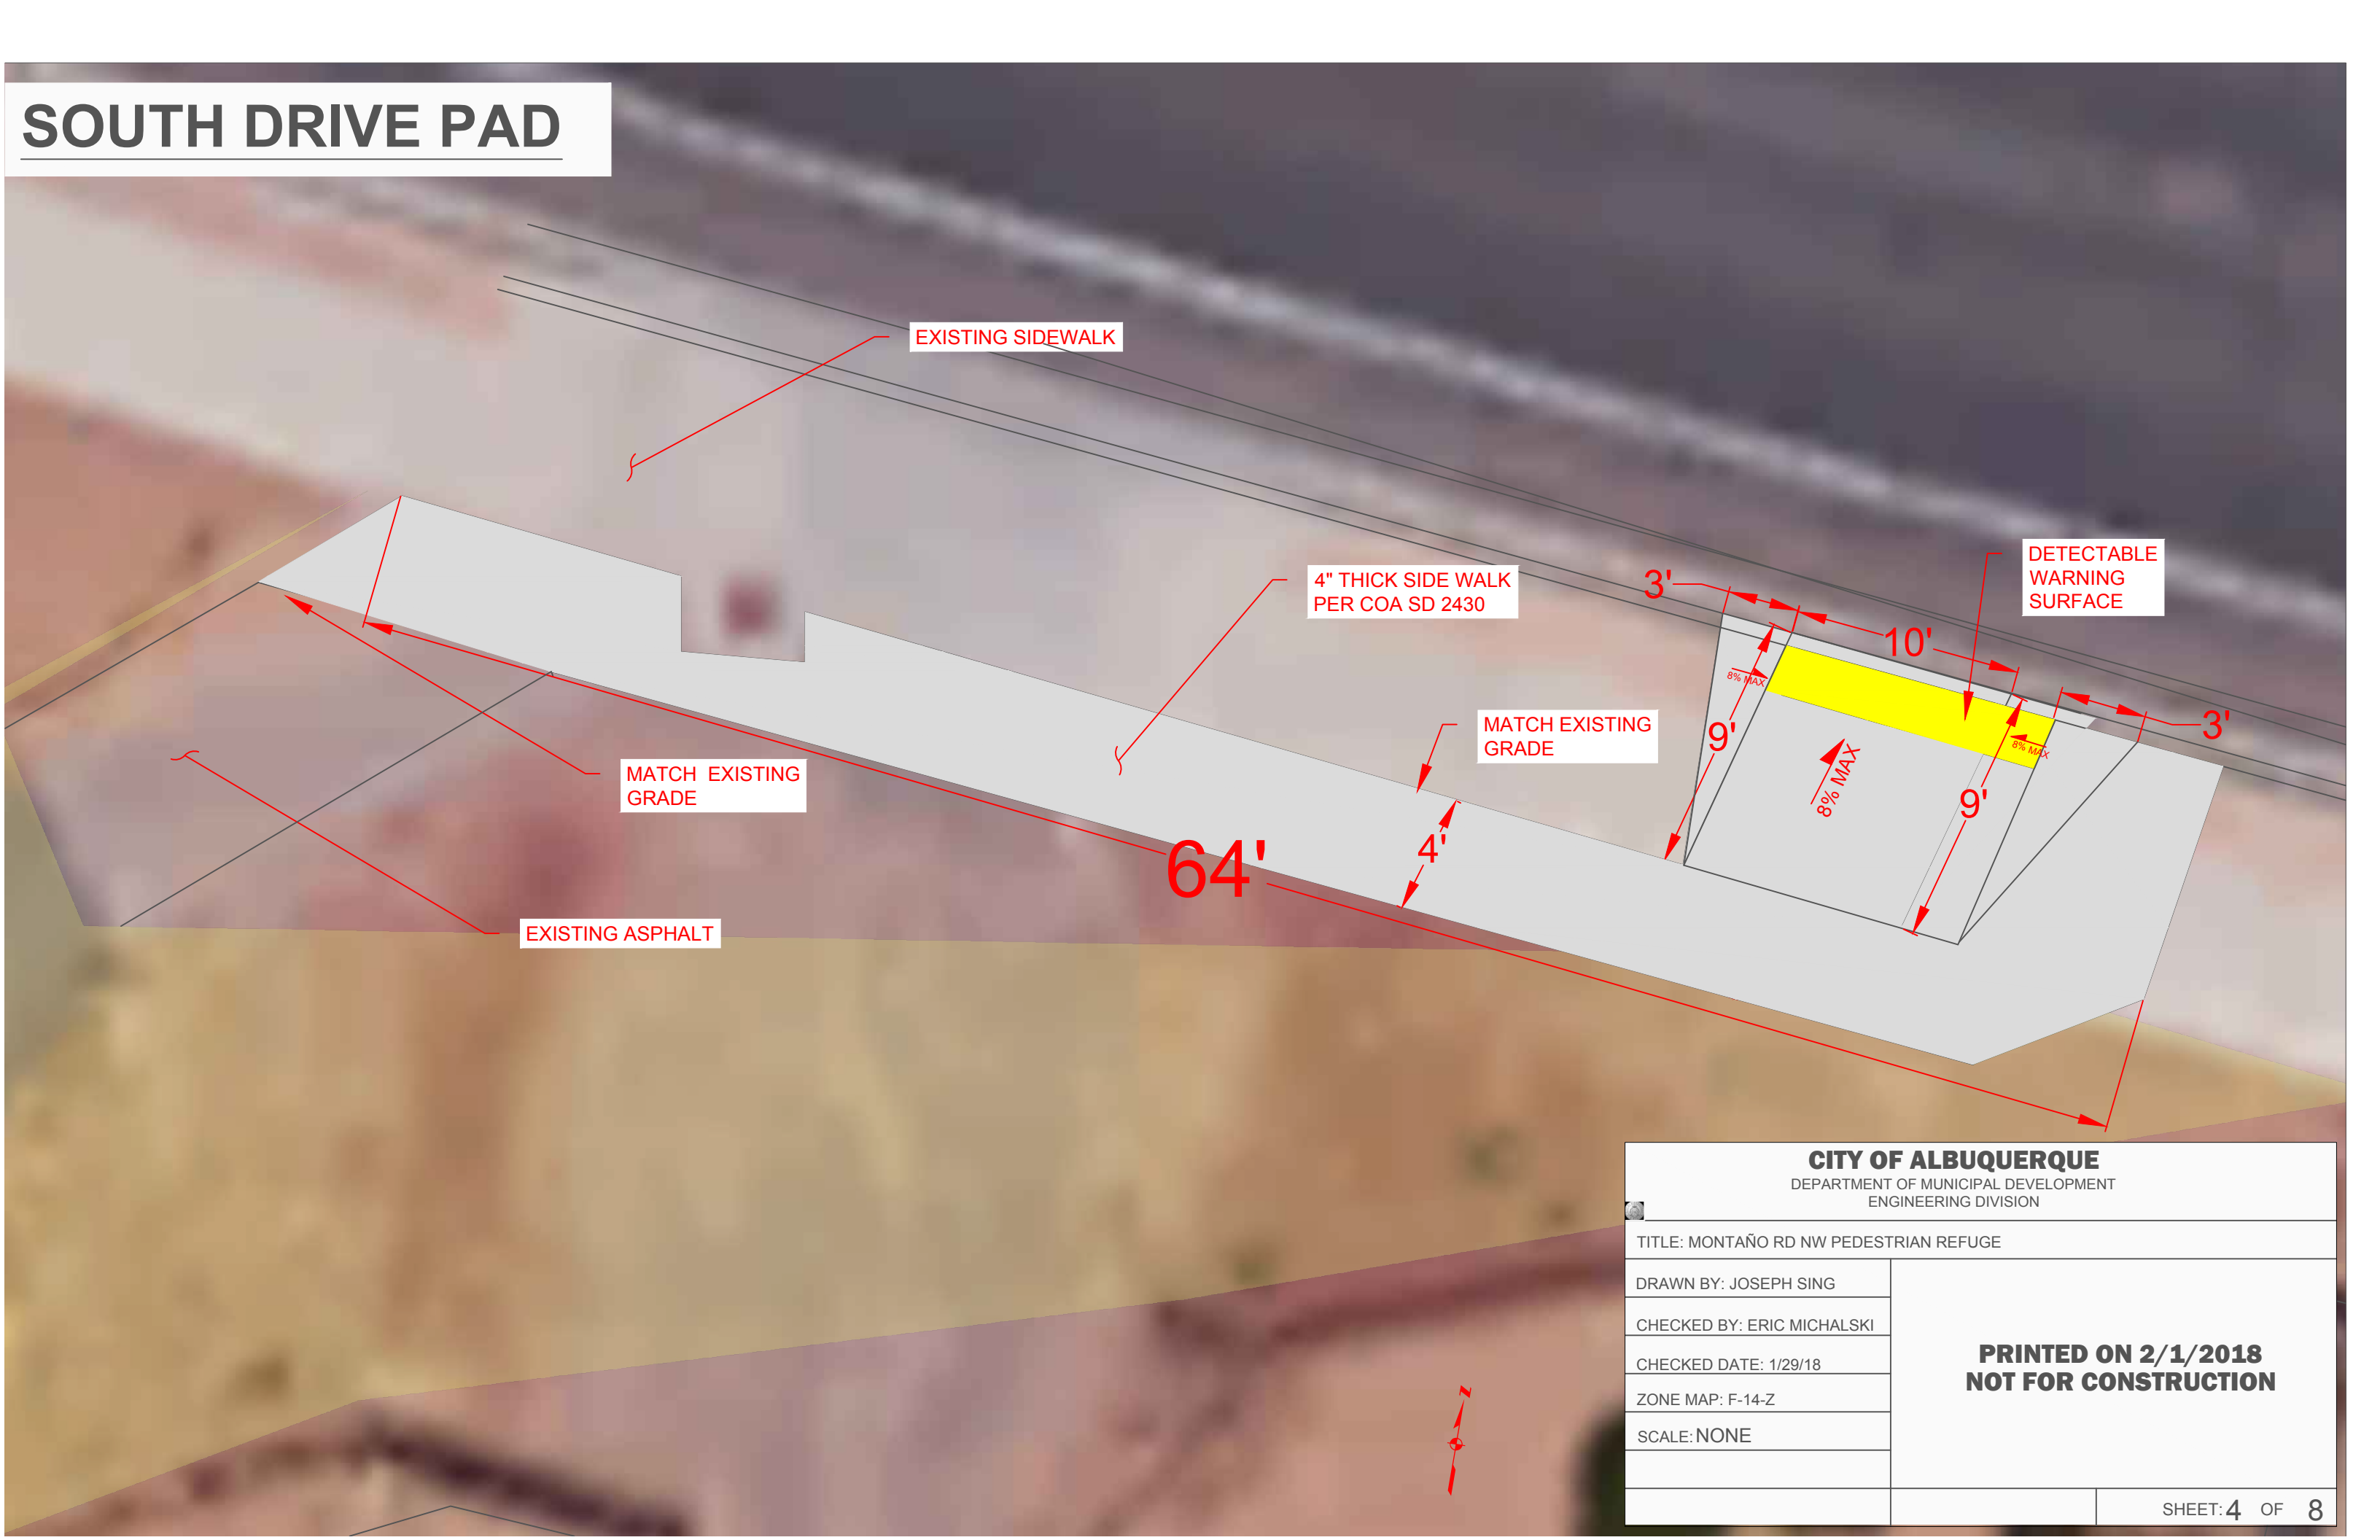 SOUTH DRIVE PAD
EXISTING SIDEWALK
4" THICK SIDE WALK
PER COA SD 2430
3'
10'
3'
DETECTABLE
WARNING
SURFACE
8% MAX
9'
8% MAX
8% MAX
9'
MATCH EXISTING
GRADE
4'
MATCH EXISTING
GRADE
64'
EXISTING ASPHALT
N
CITY OF ALBUQUERQUE
DEPARTMENT OF MUNICIPAL DEVELOPMENT
ENGINEERING DIVISION
TITLE: MONTAÑO RD NW PEDESTRIAN REFUGE
DRAWN BY: JOSEPH SING
CHECKED BY: ERIC MICHALSKI
CHECKED DATE: 1/29/18
ZONE MAP: F-14-Z
SCALE: NONE
PRINTED ON 2/1/2018
NOT FOR CONSTRUCTION
SHEET: 4 OF 8